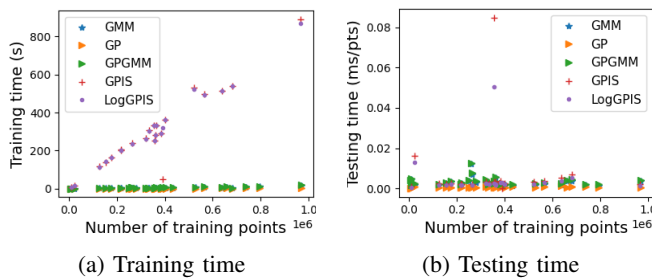 GMM
GP
GPGMM
GPIS
LogGPIS
800
600
400
200
0
Training time (s)
0.0 0.2 0.4 0.6 0.8 1.0
1e6
Number of training points
(a) Training time
GMM
GP
GPGMM
GPIS
LogGPIS
0.08
0.06
0.04
0.02
0.00
Testing time (ms/pts)
0.0 0.2 0.4 0.6 0.8 1.0
1e6
Number of training points
(b) Testing time